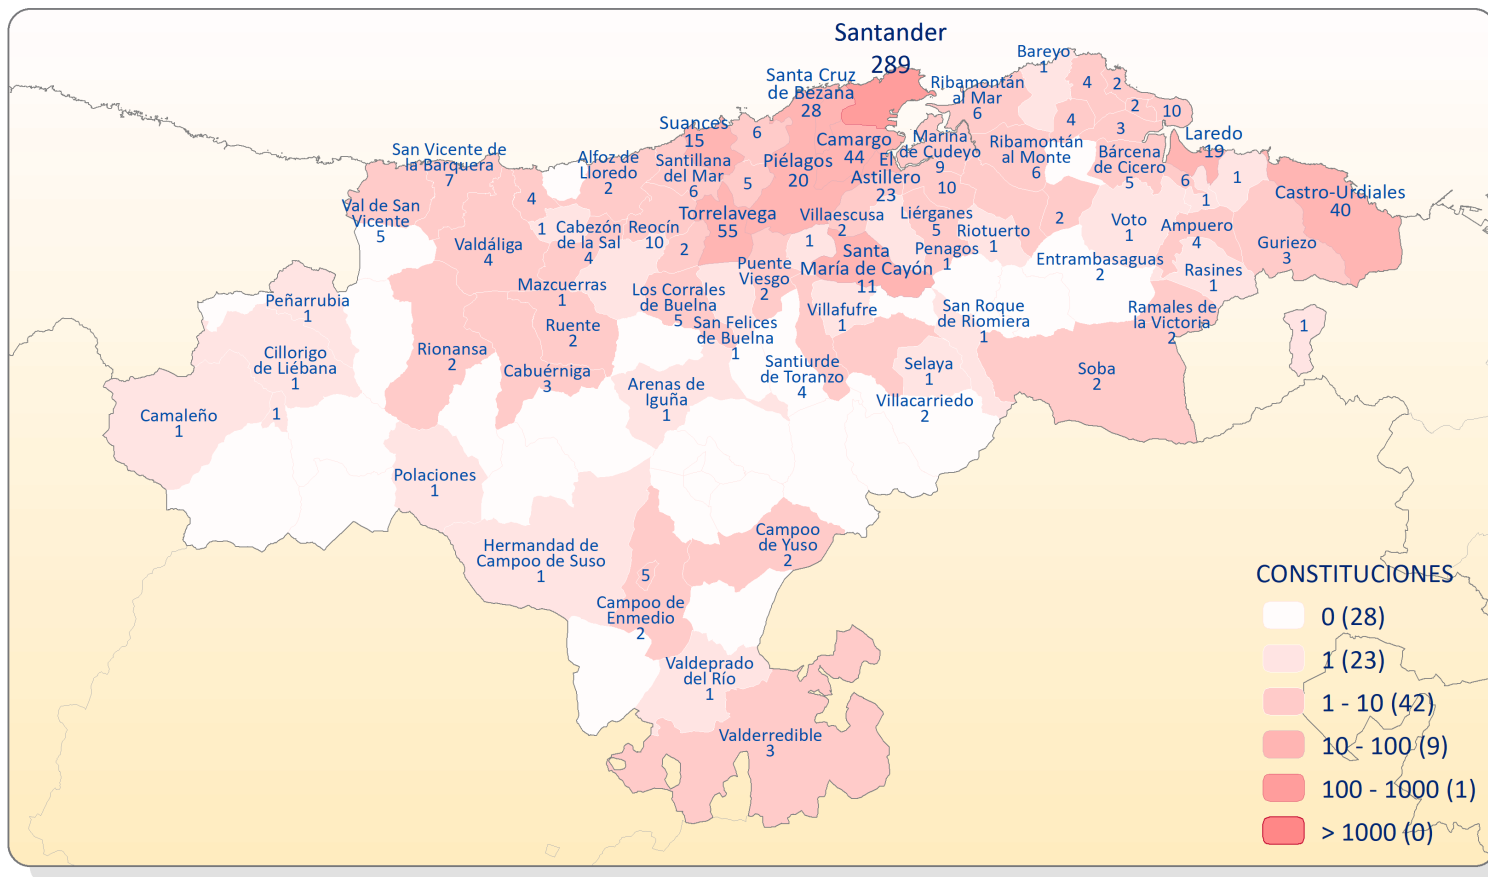 Santander
289
Bareyo
1
Santa Cruz
de Bezana
28
Ribamontán
al Mar
6
4
2
2
10
4
3
Suances
15
6
Camargo
44
Marina
de Cudeyo
9
Ribamontán
al Monte
6
Bárcena
de Cicero
5
Laredo
19
San Vicente de
la Barquera
7
Alfoz de
Lloredo
2
Santillana
del Mar
6
5
Piélagos
20
El
Astillero
23
10
6
1
1
Castro-Urdiales
40
Val de San
Vicente
5
4
1
Cabezón
de la Sal
4
Reocín
10
2
Torrelavega
55
Villaescusa
2
1
Liérganes
5
Riotuerto
1
2
Voto
1
Ampuero
4
Guriezo
3
Valdáliga
4
Puente
Viesgo
2
Santa
María de Cayón
11
Penagos
1
Entrambasaguas
2
Rasines
1
Peñarrubia
1
Mazcuerras
1
Los Corrales
de Buelna
5
Villafufre
1
San Roque
de Riomiera
1
Ramales de
la Victoria
2
1
Ruente
2
San Felices
de Buelna
1
Cillorigo
de Liébana
1
Rionansa
2
Cabuérniga
3
Santiurde
de Toranzo
4
Selaya
1
Soba
2
Arenas de
Iguña
1
Villacarriedo
2
Camaleño
1
1
Polaciones
1
Campoo
de Yuso
2
Hermandad de
Campoo de Suso
1
5
Campoo de
Enmedio
2
Valdeprado
del Río
1
Valderredible
3
CONSTITUCIONES
0 (28)
1 (23)
1 - 10 (42)
10 - 100 (9)
100 - 1000 (1)
> 1000 (0)